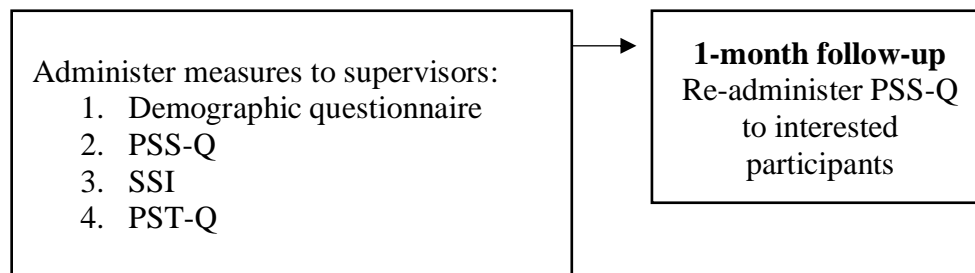 Administer measures to supervisors:
1. Demographic questionnaire
2. PSS-Q
3. SSI
4. PST-Q
1-month follow-up
Re-administer PSS-Q
to interested
participants